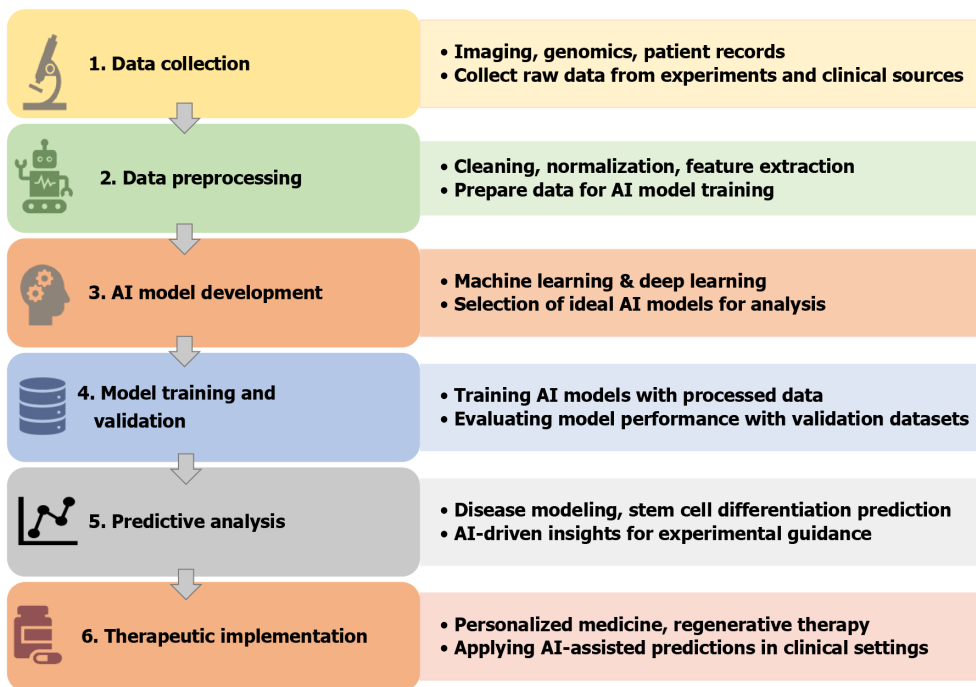 1. Data collection
• Imaging, genomics, patient records
• Collect raw data from experiments and clinical sources
2. Data preprocessing
• Cleaning, normalization, feature extraction
• Prepare data for AI model training
3. AI model development
• Machine learning & deep learning
• Selection of ideal AI models for analysis
4. Model training and
validation
• Training AI models with processed data
• Evaluating model performance with validation datasets
5. Predictive analysis
• Disease modeling, stem cell differentiation prediction
• AI-driven insights for experimental guidance
6. Therapeutic implementation
• Personalized medicine, regenerative therapy
• Applying AI-assisted predictions in clinical settings